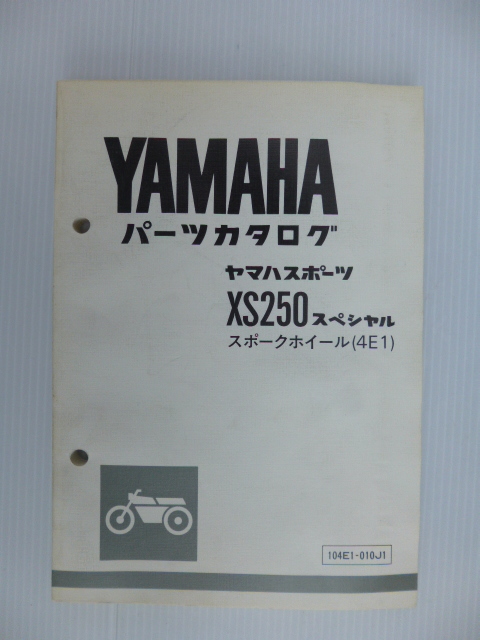 YAMAHA
パーツカタログ
ヤマハスポーツ
XS250スペシャル
スポークホイール(4E1)
104E1-010J1